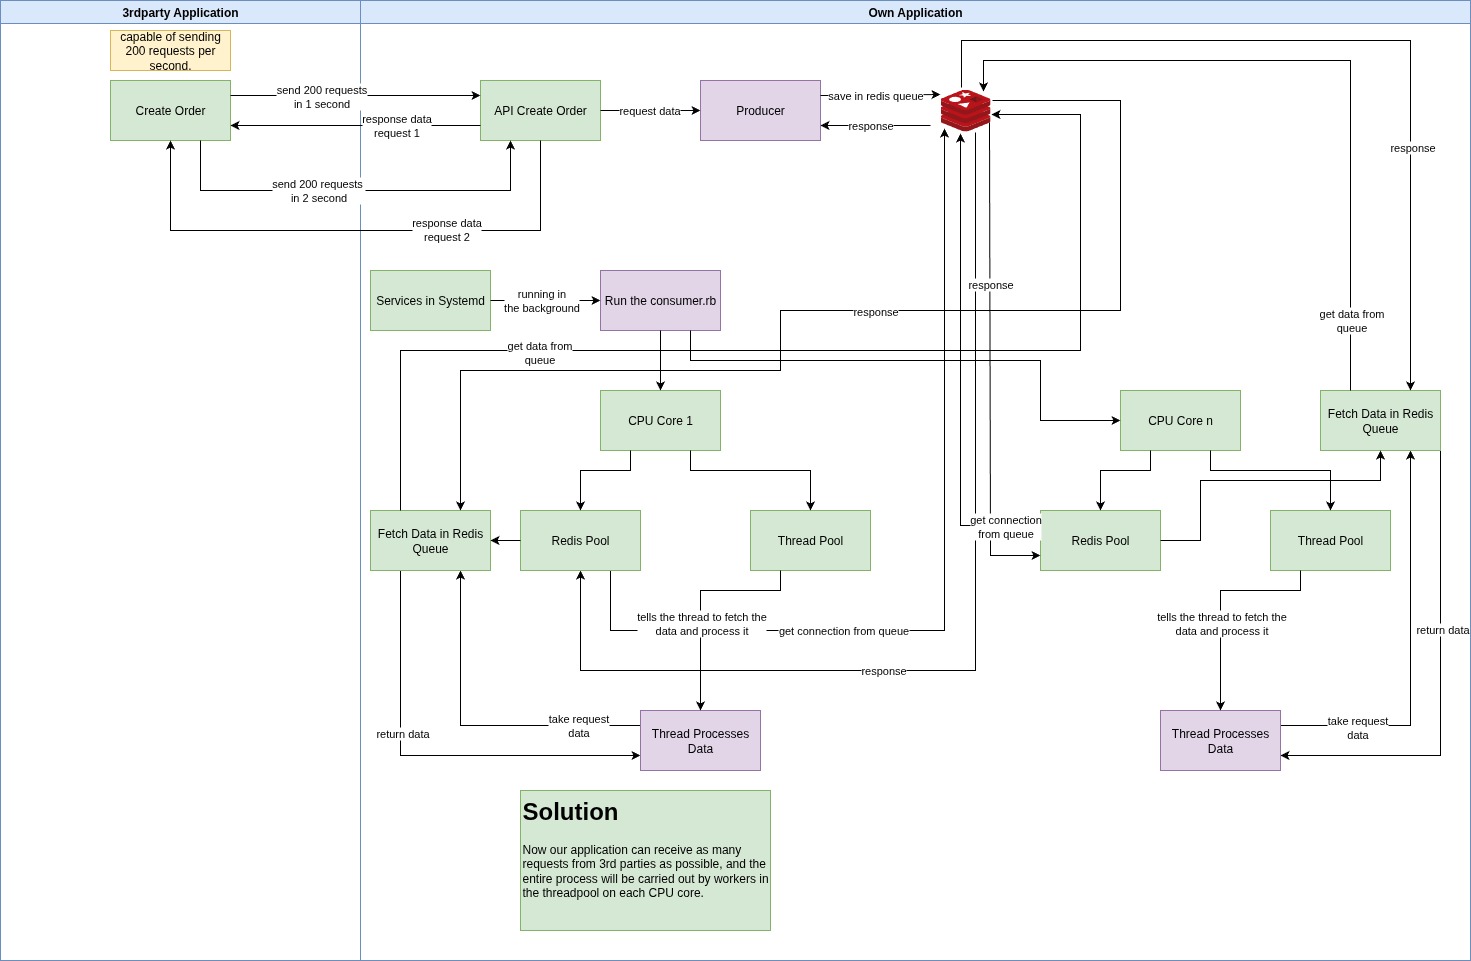 3rdparty Application
Own Application
capable of sending
200 requests per
second.
Create Order
send 200 requests
in 1 second
response data
request 1
API Create Order
request data
Producer
save in redis queue
response
response
send 200 requests
in 2 second
response data
request 2
Services in Systemd
running in
the background
Run the consumer.rb
response
response
get data from
queue
get data from
queue
CPU Core 1
CPU Core n
Fetch Data in Redis
Queue
Fetch Data in Redis
Queue
Redis Pool
Thread Pool
get connection
from queue
Redis Pool
Thread Pool
tells the thread to fetch the
data and process it
get connection from queue
tells the thread to fetch the
data and process it
return data
response
take request
data
return data
Thread Processes
Data
Thread Processes
Data
take request
data
Solution
Now our application can receive as many
requests from 3rd parties as possible, and the
entire process will be carried out by workers in
the threadpool on each CPU core.